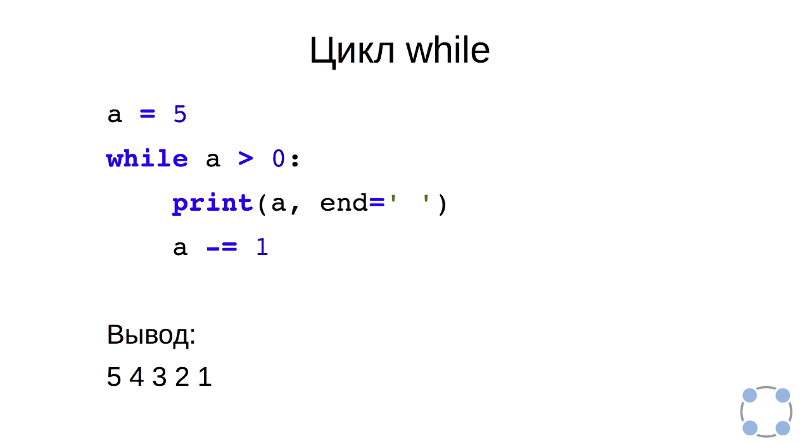 Цикл while
a = 5
while a > 0:
    print(a, end=' ')
    a -= 1
Вывод:
5 4 3 2 1